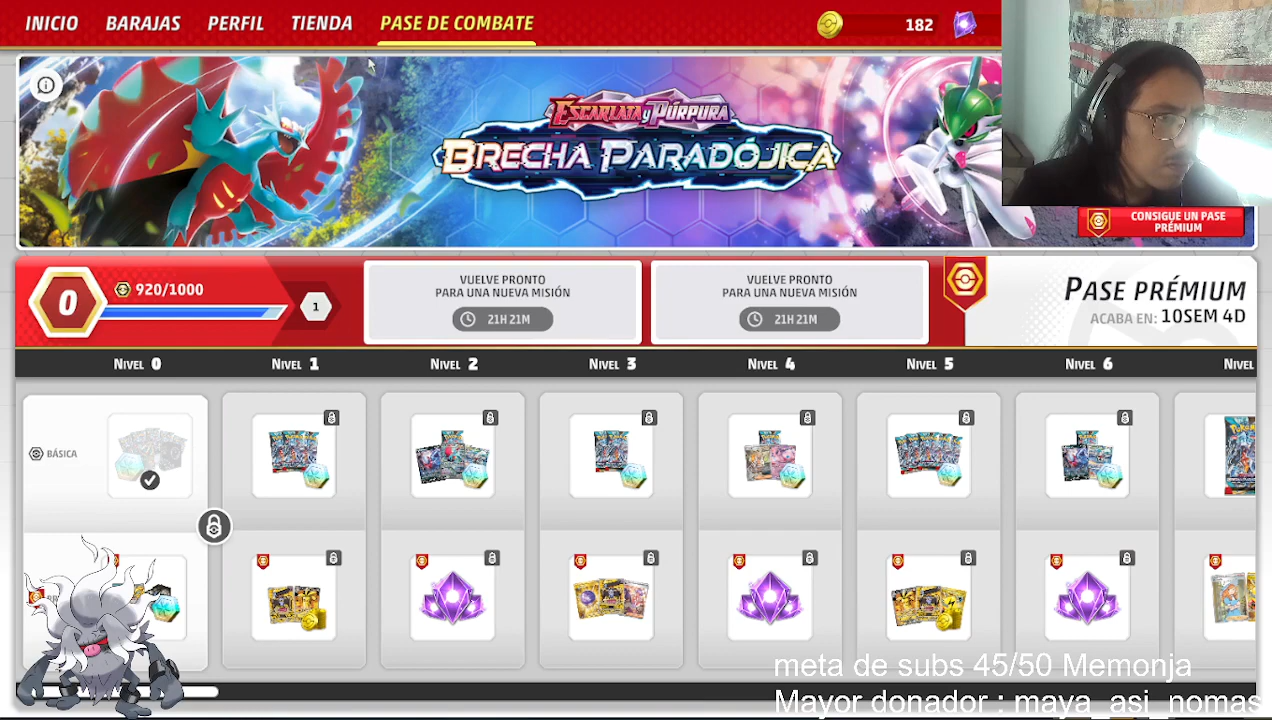 INICIO BARAJAS PERFIL TIENDA PASE DE COMBATE 182
ESCARLATA y PÚRPURA
BRECHA PARADÓJICA
CONSIGUE UN PASE
PRÉMIUM
0 920/1000 1
VUELVE PRONTO
PARA UNA NUEVA MISIÓN
21H 21M
VUELVE PRONTO
PARA UNA NUEVA MISIÓN
21H 21M
PASE PRÉMIUM
ACABA EN: 10SEM 4D
NIVEL 0 NIVEL 1 NIVEL 2 NIVEL 3 NIVEL 4 NIVEL 5 NIVEL 6 NIVEL
BÁSICA
meta de subs 45/50 Memonja
Mayor donador : maya_asi_nomas